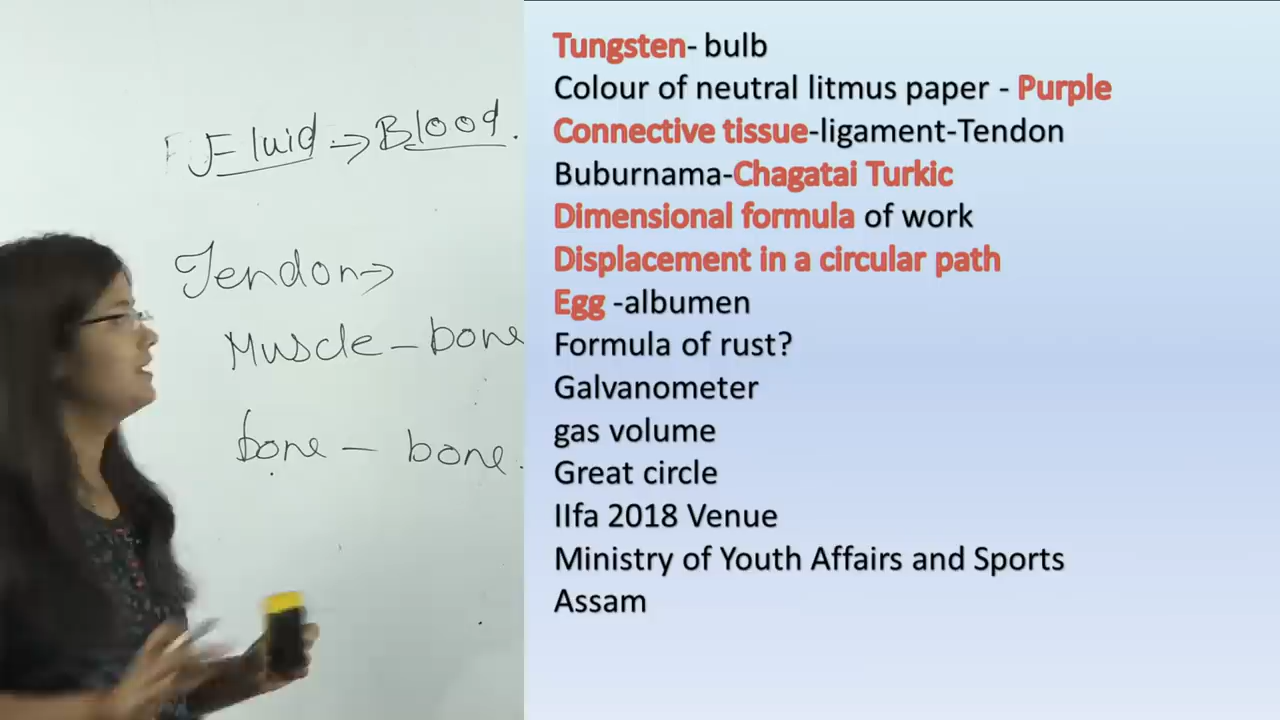 Fluid -> Blood.
Tendon ->
Muscle - bone
bone - bone.
Tungsten- bulb
Colour of neutral litmus paper - Purple
Connective tissue-ligament-Tendon
Buburnama-Chagatai Turkic
Dimensional formula of work
Displacement in a circular path
Egg -albumen
Formula of rust?
Galvanometer
gas volume
Great circle
IIfa 2018 Venue
Ministry of Youth Affairs and Sports
Assam